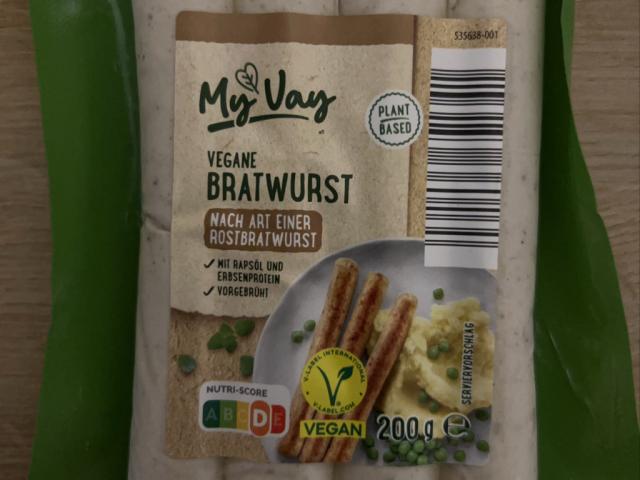 535638-001
My Vay
PLANT
BASED
VEGANE
BRATWURST
NACH ART EINER
ROSTBRATWURST
✓ MIT RAPSÖL UND
ERBSENPROTEIN
✓ VORGEBRÜHT
SERVIERVORSCHLAG
NUTRI-SCORE
A B C D E
V-LABEL INTERNATIONAL
V-LABEL.COM
VEGAN
200 g ℮